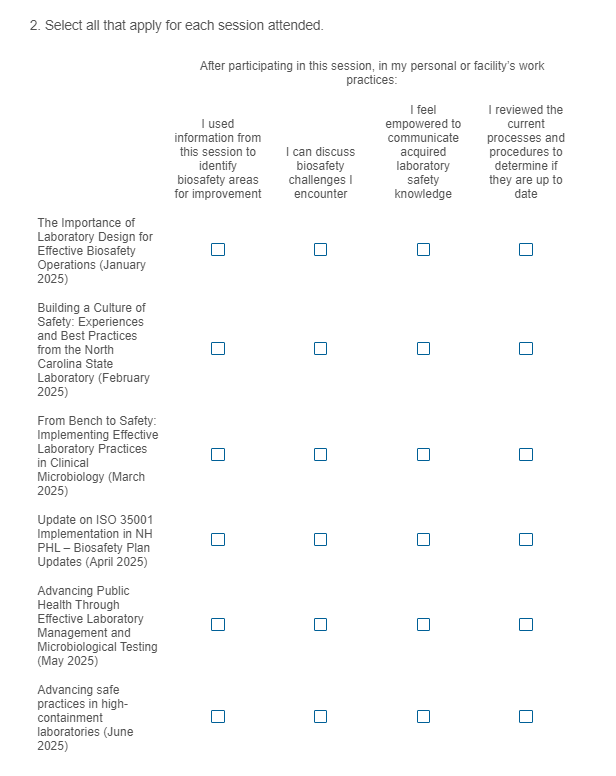 2. Select all that apply for each session attended.
After participating in this session, in my personal or facility's work
practices:
I used
information from
this session to
identify
biosafety areas
for improvement
I can discuss
biosafety
challenges I
encounter
I feel
empowered to
communicate
acquired
laboratory
safety
knowledge
I reviewed the
current
processes and
procedures to
determine if
they are up to
date
The Importance of
Laboratory Design for
Effective Biosafety
Operations (January
2025)
Building a Culture of
Safety: Experiences
and Best Practices
from the North
Carolina State
Laboratory (February
2025)
From Bench to Safety:
Implementing Effective
Laboratory Practices
in Clinical
Microbiology (March
2025)
Update on ISO 35001
Implementation in NH
PHL – Biosafety Plan
Updates (April 2025)
Advancing Public
Health Through
Effective Laboratory
Management and
Microbiological Testing
(May 2025)
Advancing safe
practices in high-
containment
laboratories (June
2025)